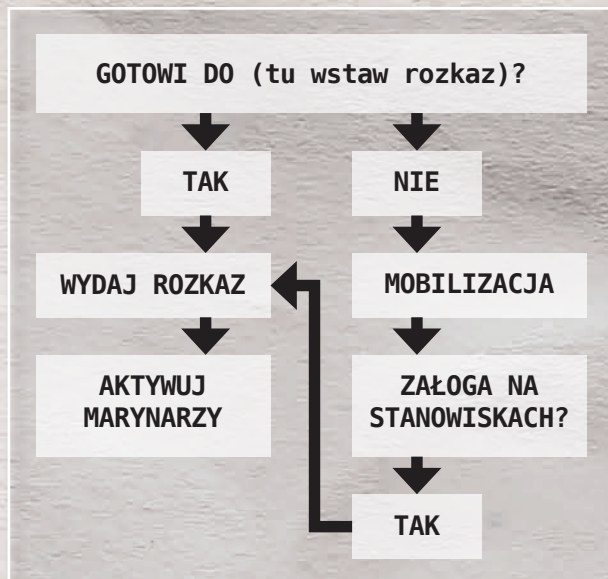 GOTOWI DO (tu wstaw rozkaz)?
TAK
NIE
WYDAJ ROZKAZ
MOBILIZACJA
AKTYWUJ
MARYNARZY
ZAŁOGA NA
STANOWISKACH?
TAK